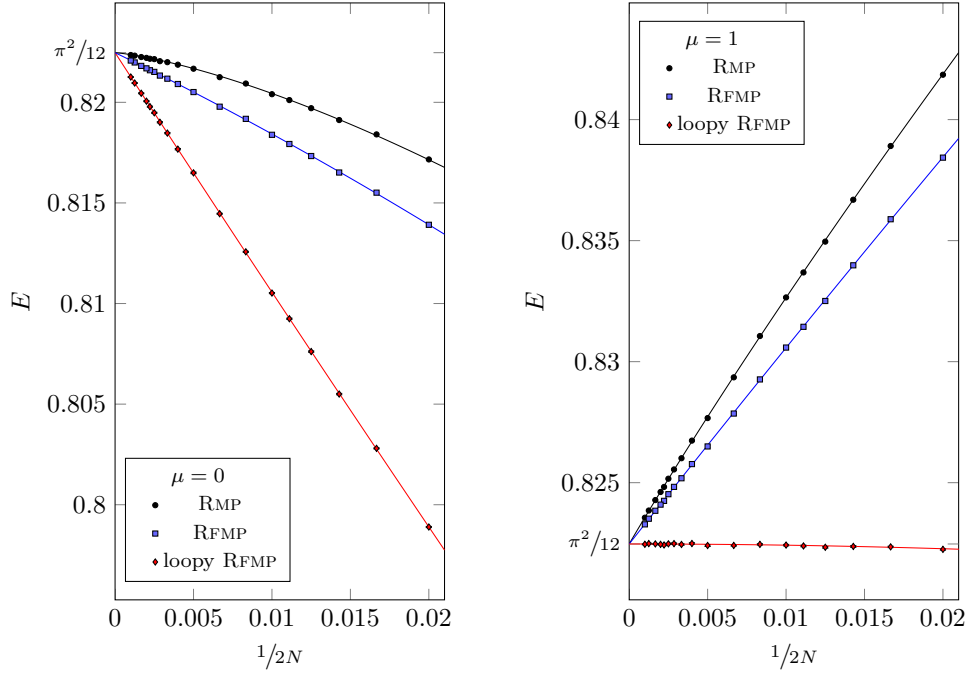 π²/12
0.82
0.815
0.81
0.805
0.8
E
μ = 0
RMP
RFMP
loopy RFMP
0
0.005
0.01
0.015
0.02
1/2N
0.84
0.835
0.83
0.825
π²/12
E
μ = 1
RMP
RFMP
loopy RFMP
0
0.005
0.01
0.015
0.02
1/2N